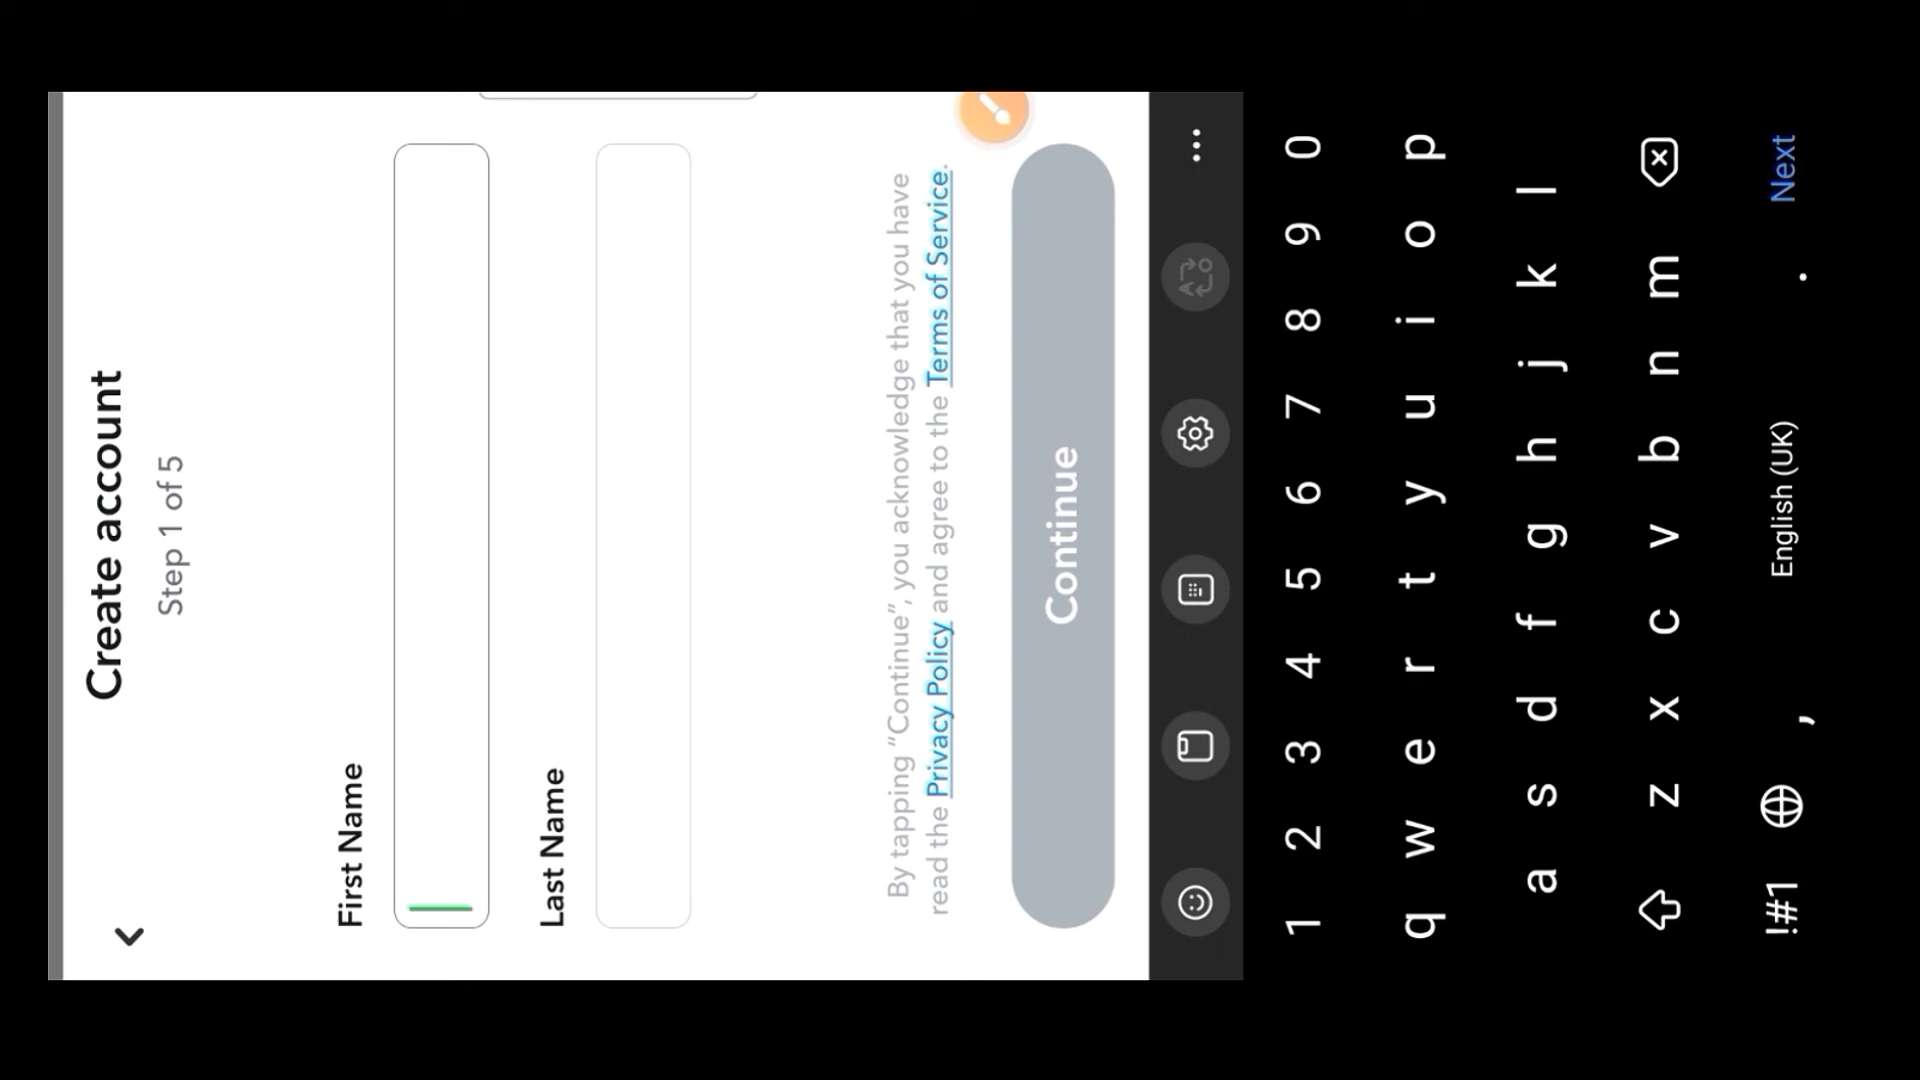 Create account
Step 1 of 5
First Name
Last Name
By tapping “Continue”, you acknowledge that you have
read the Privacy Policy and agree to the Terms of Service.
Continue
1 2 3 4 5 6 7 8 9 0
q w e r t y u i o p
a s d f g h j k l
z x c v b n m
!#1 , English (UK) . Next